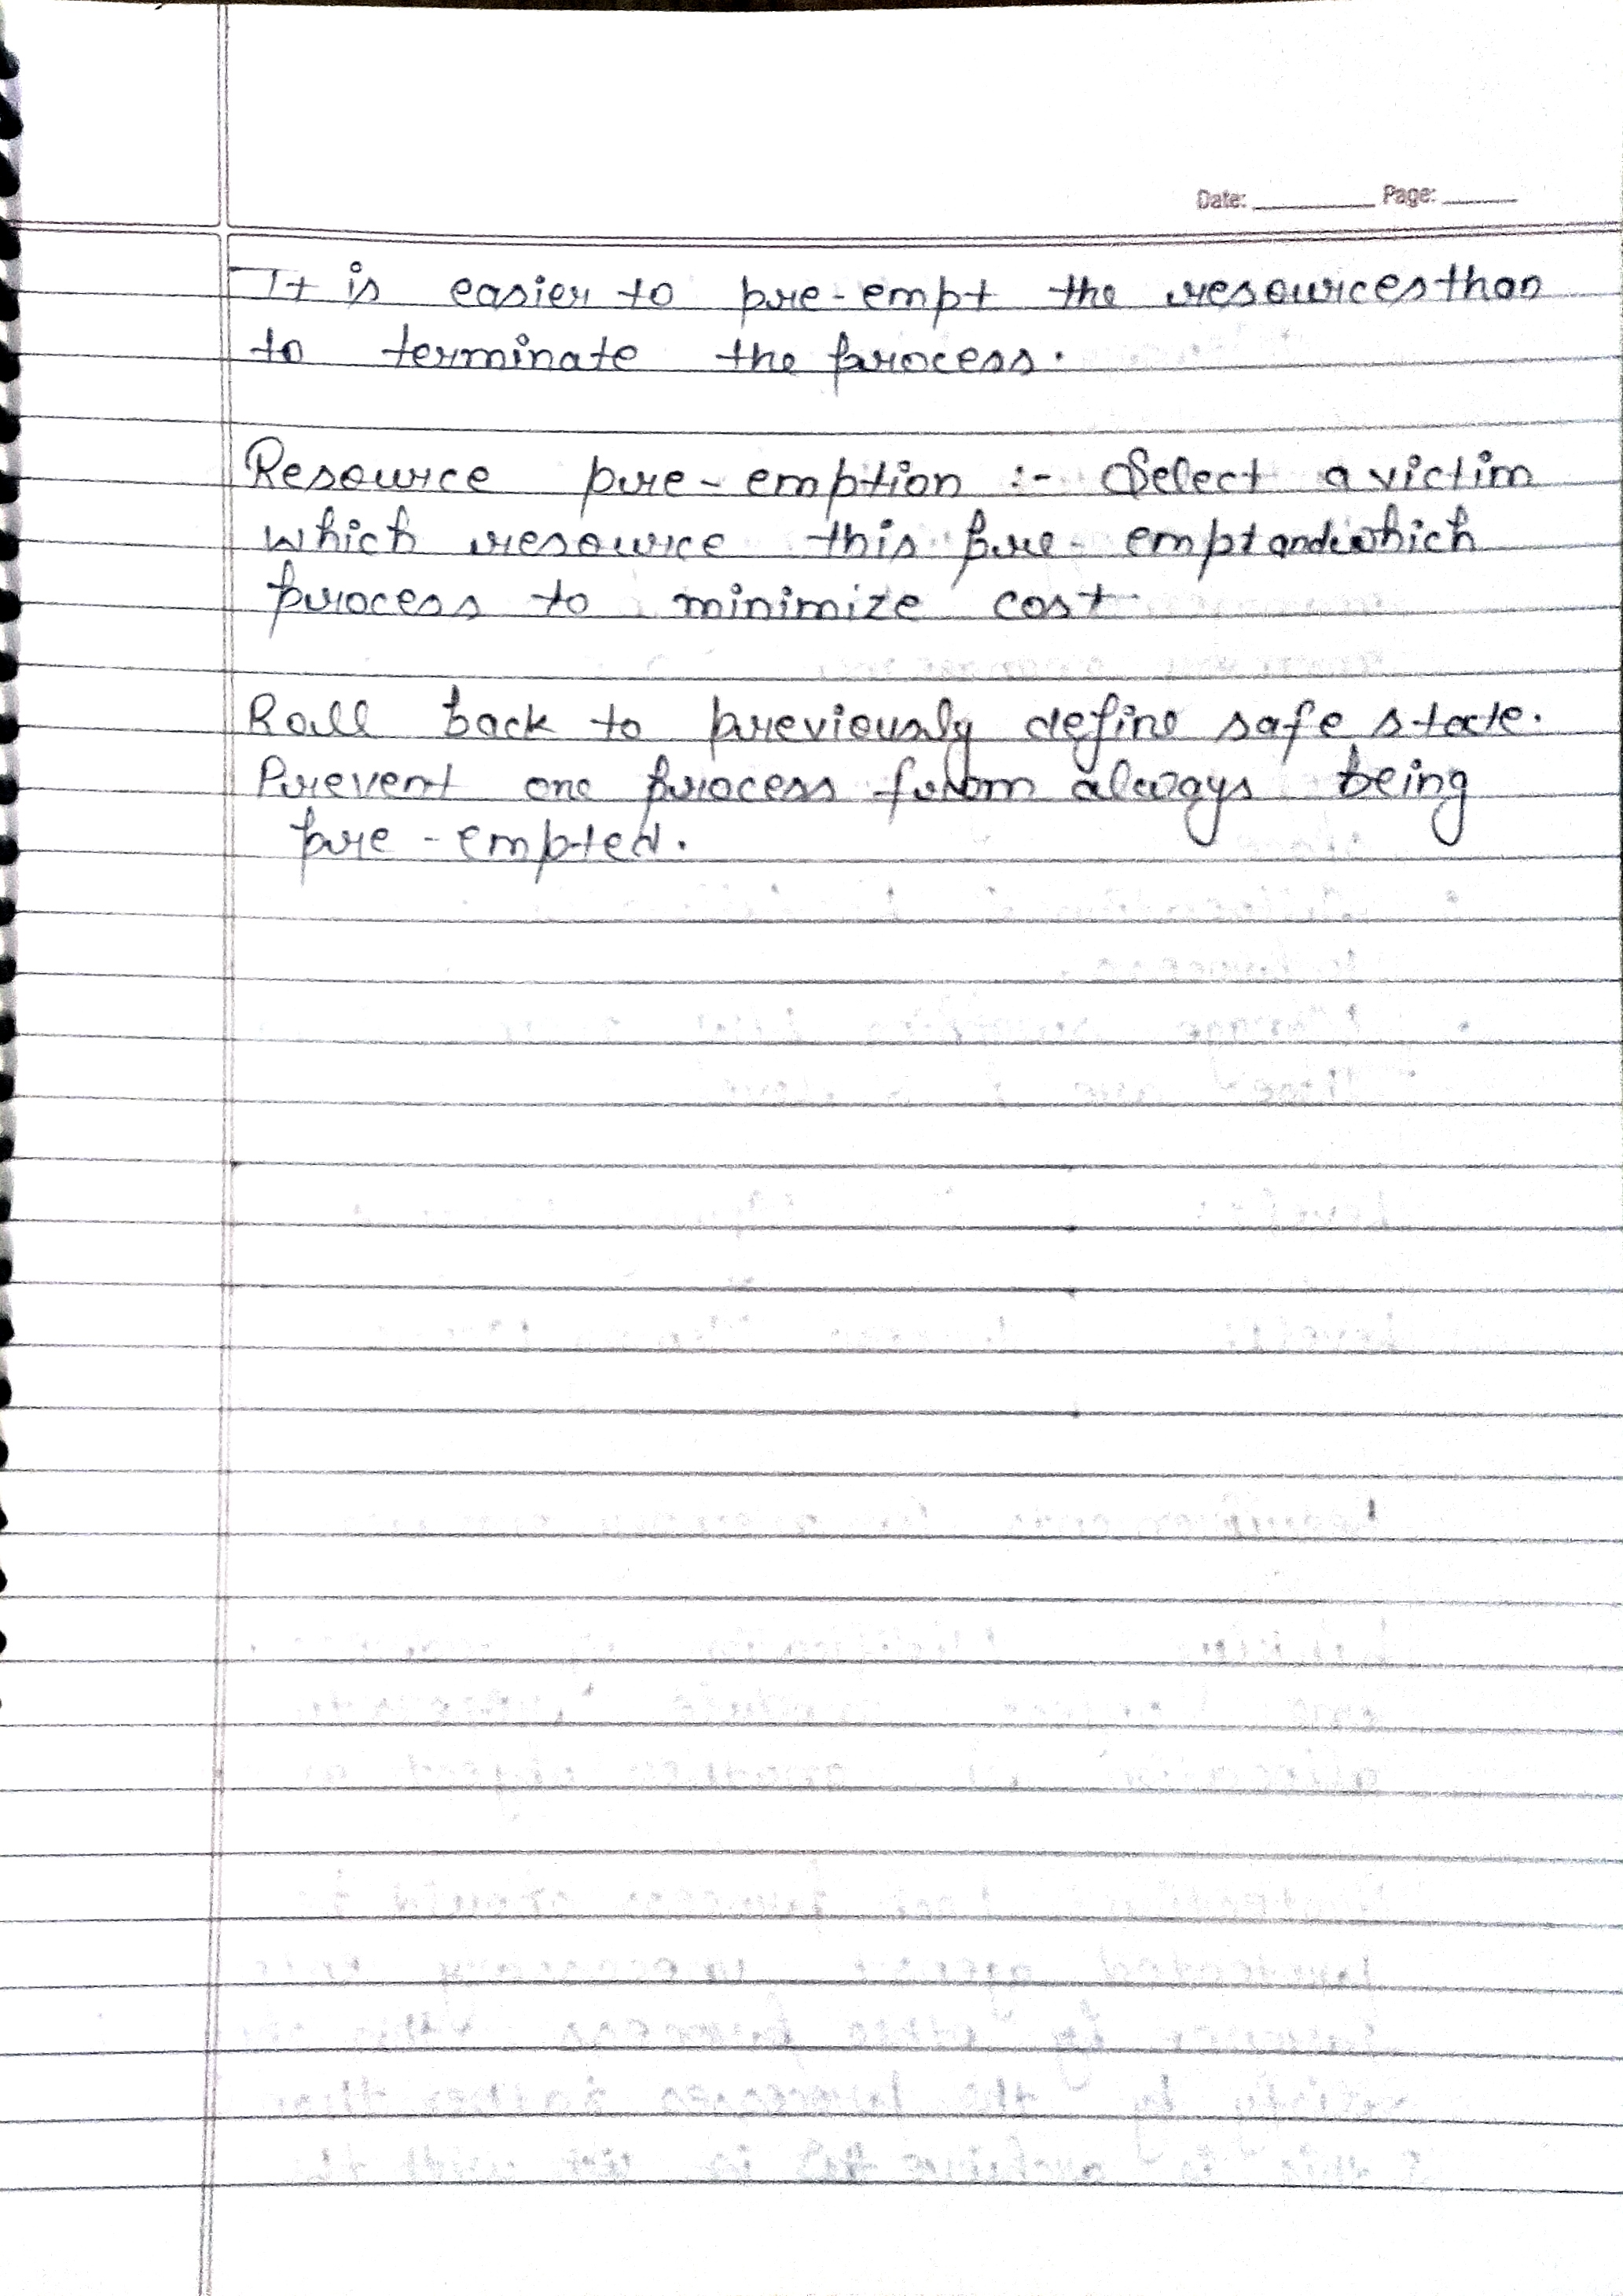 Date: Page:
It is easier to pre-empt the resources than
to terminate the process.
Resource pre-emption :- Select a victim
which resource this pre-empt and which
process to minimize cost.
Roll back to previously define safe state.
Prevent one process from always being
pre-empted.